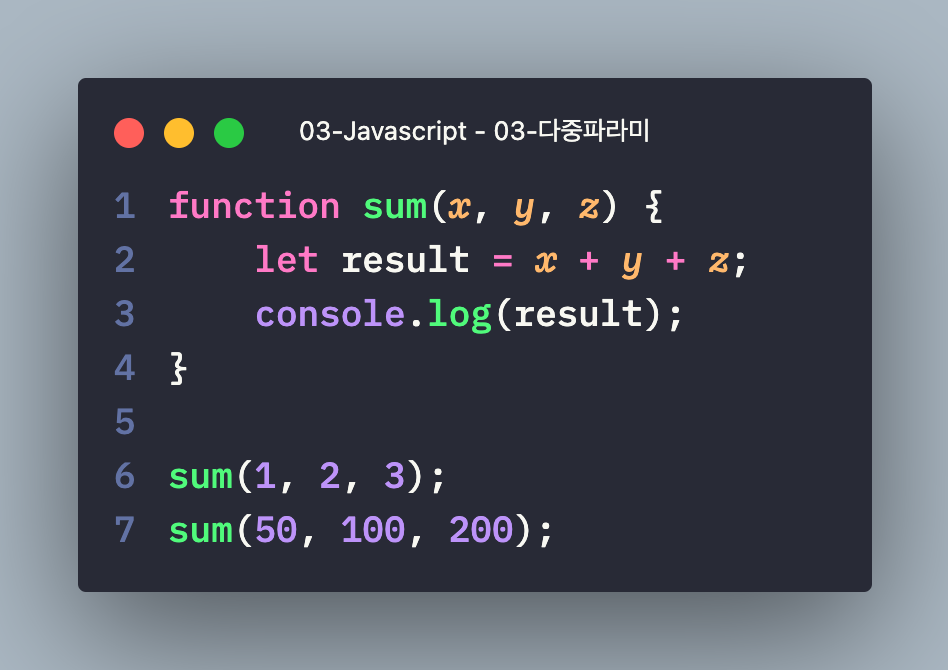 03-Javascript - 03-다중파라미
1 function sum(x, y, z) {
2     let result = x + y + z;
3     console.log(result);
4 }
5
6 sum(1, 2, 3);
7 sum(50, 100, 200);